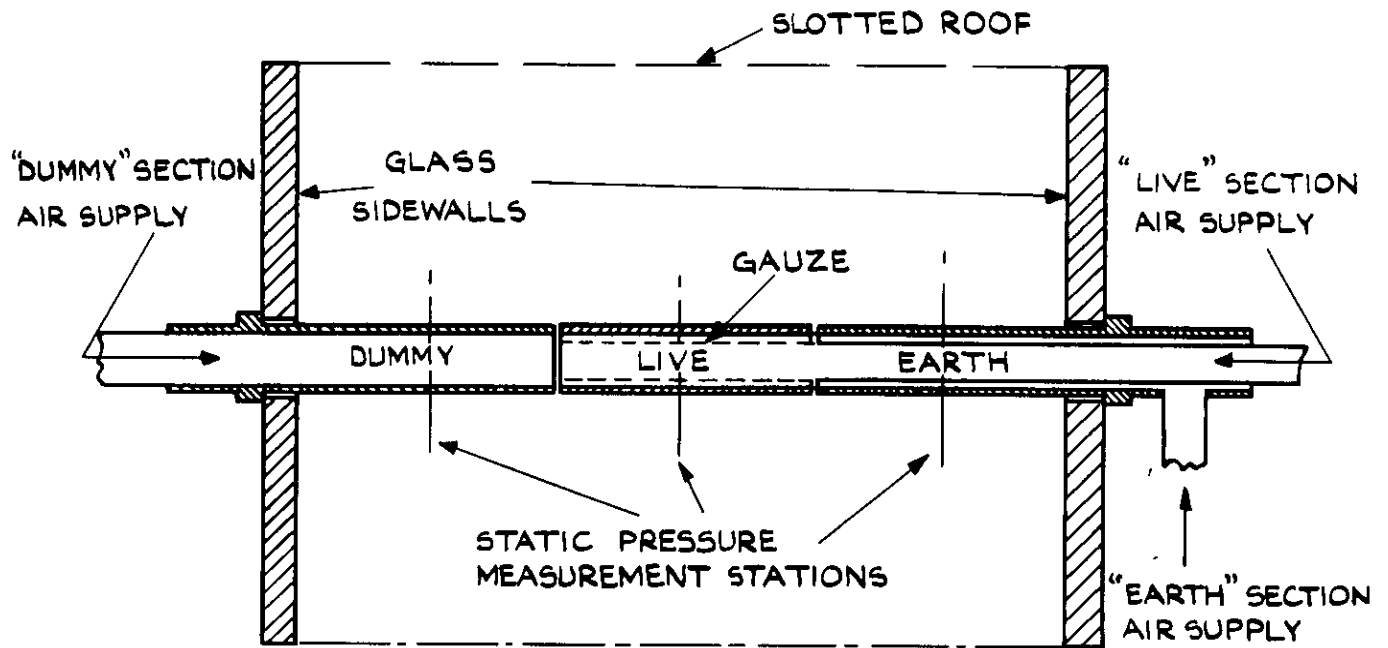 SLOTTED ROOF
"DUMMY" SECTION
AIR SUPPLY
GLASS
SIDEWALLS
"LIVE" SECTION
AIR SUPPLY
GAUZE
DUMMY
LIVE
EARTH
STATIC PRESSURE
MEASUREMENT STATIONS
"EARTH" SECTION
AIR SUPPLY